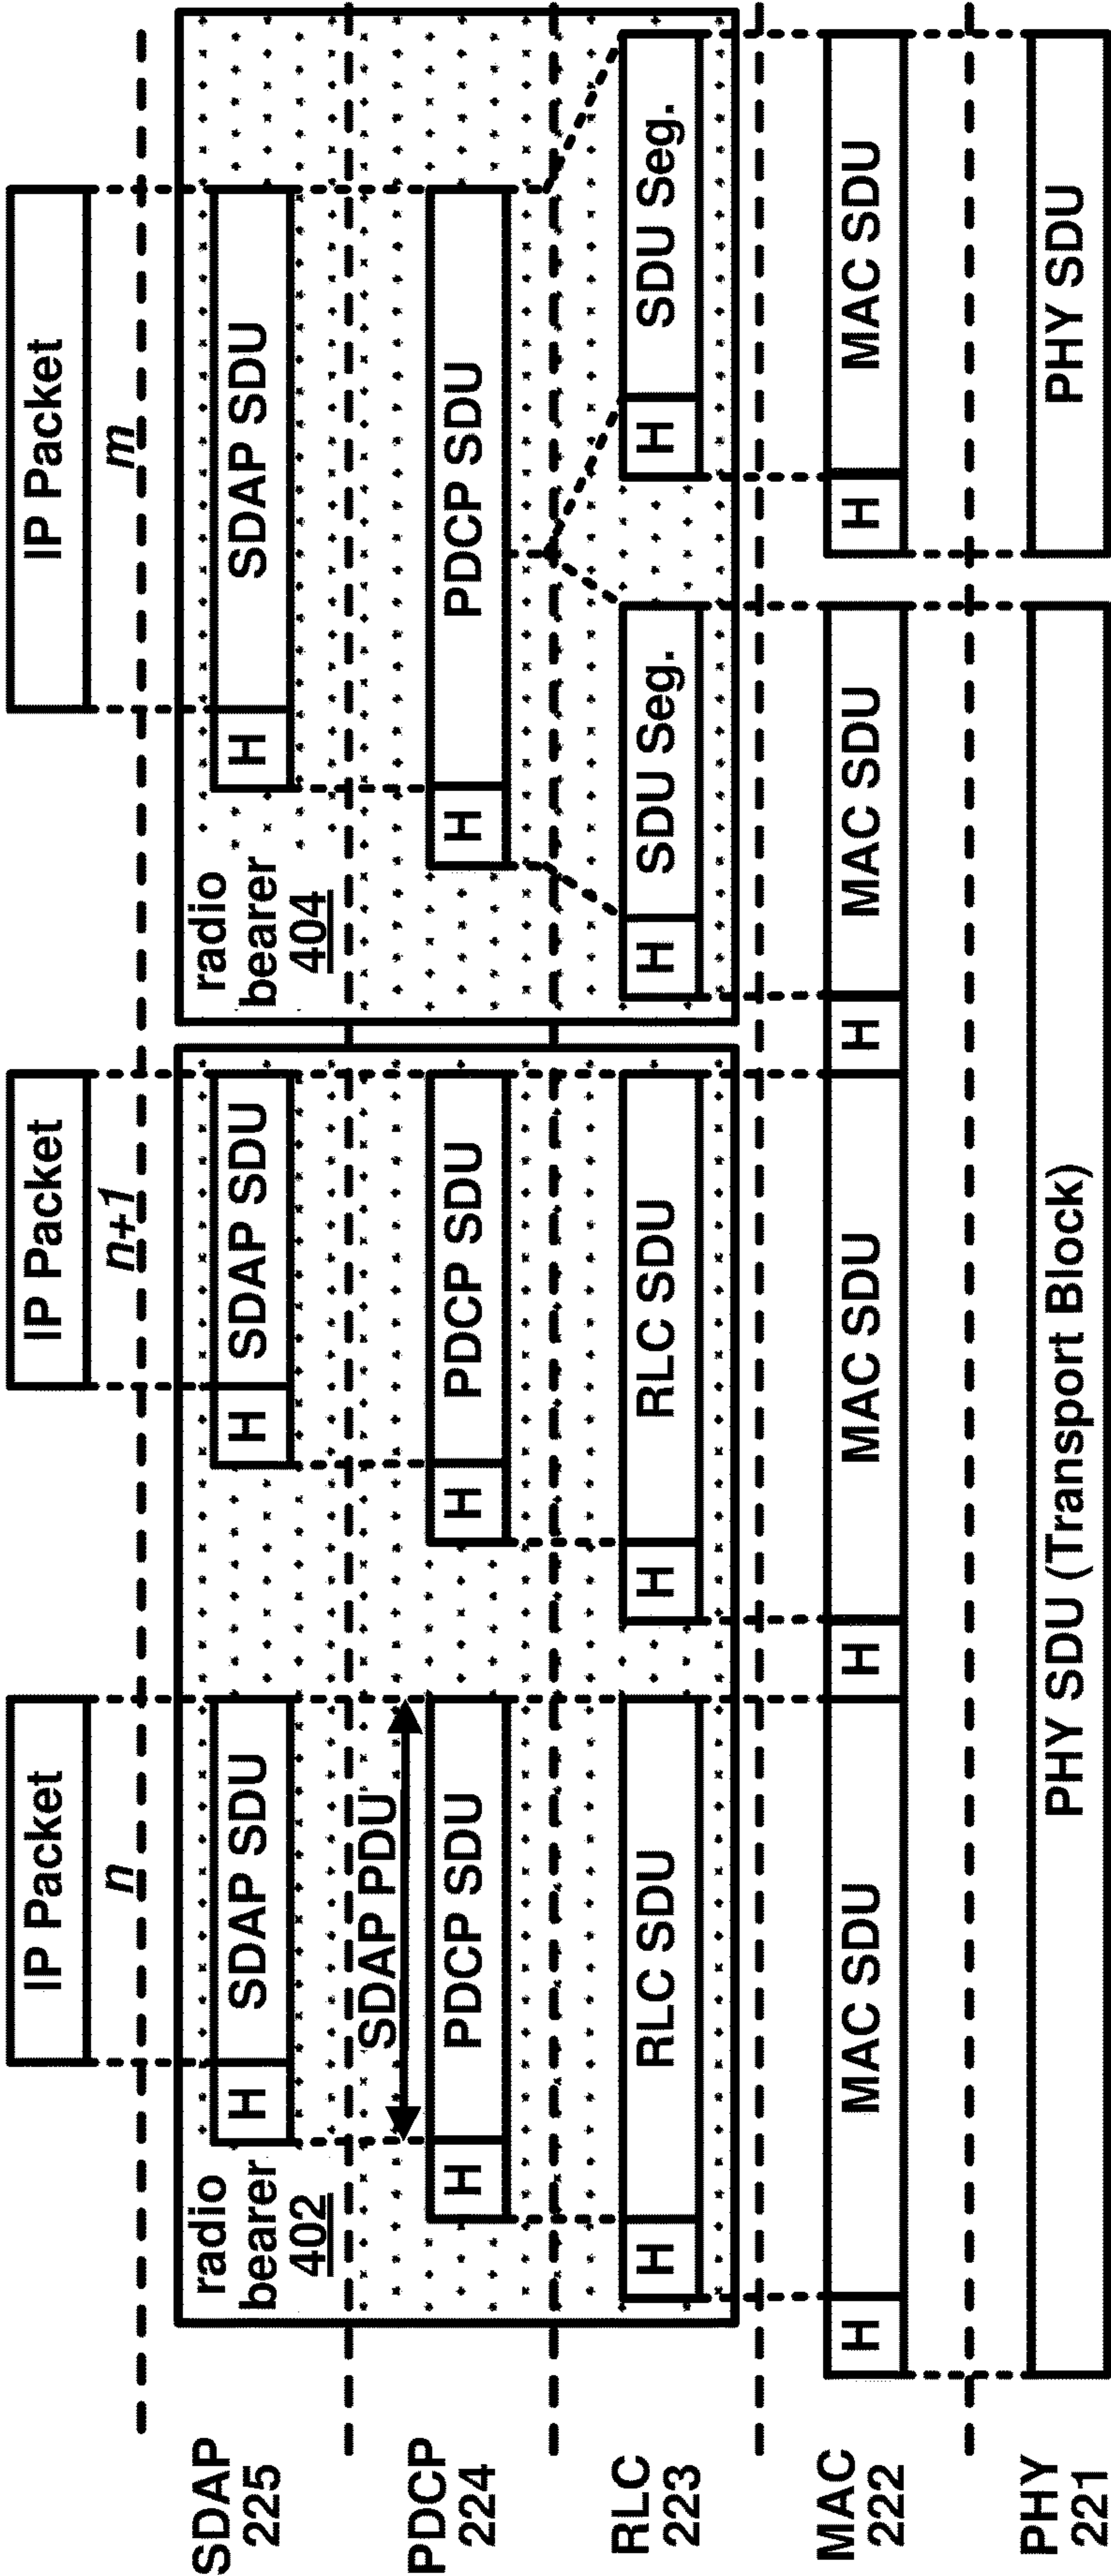 IP Packet
IP Packet
IP Packet
n
n+1
m
SDAP
225
radio
bearer
402
H
SDAP SDU
H
SDAP SDU
radio
bearer
404
H
SDAP SDU
SDAP PDU
PDCP
224
H
PDCP SDU
H
PDCP SDU
H
PDCP SDU
RLC
223
H
RLC SDU
H
RLC SDU
H
SDU Seg.
H
SDU Seg.
MAC
222
H
MAC SDU
H
MAC SDU
H
MAC SDU
H
MAC SDU
PHY
221
PHY SDU (Transport Block)
PHY SDU